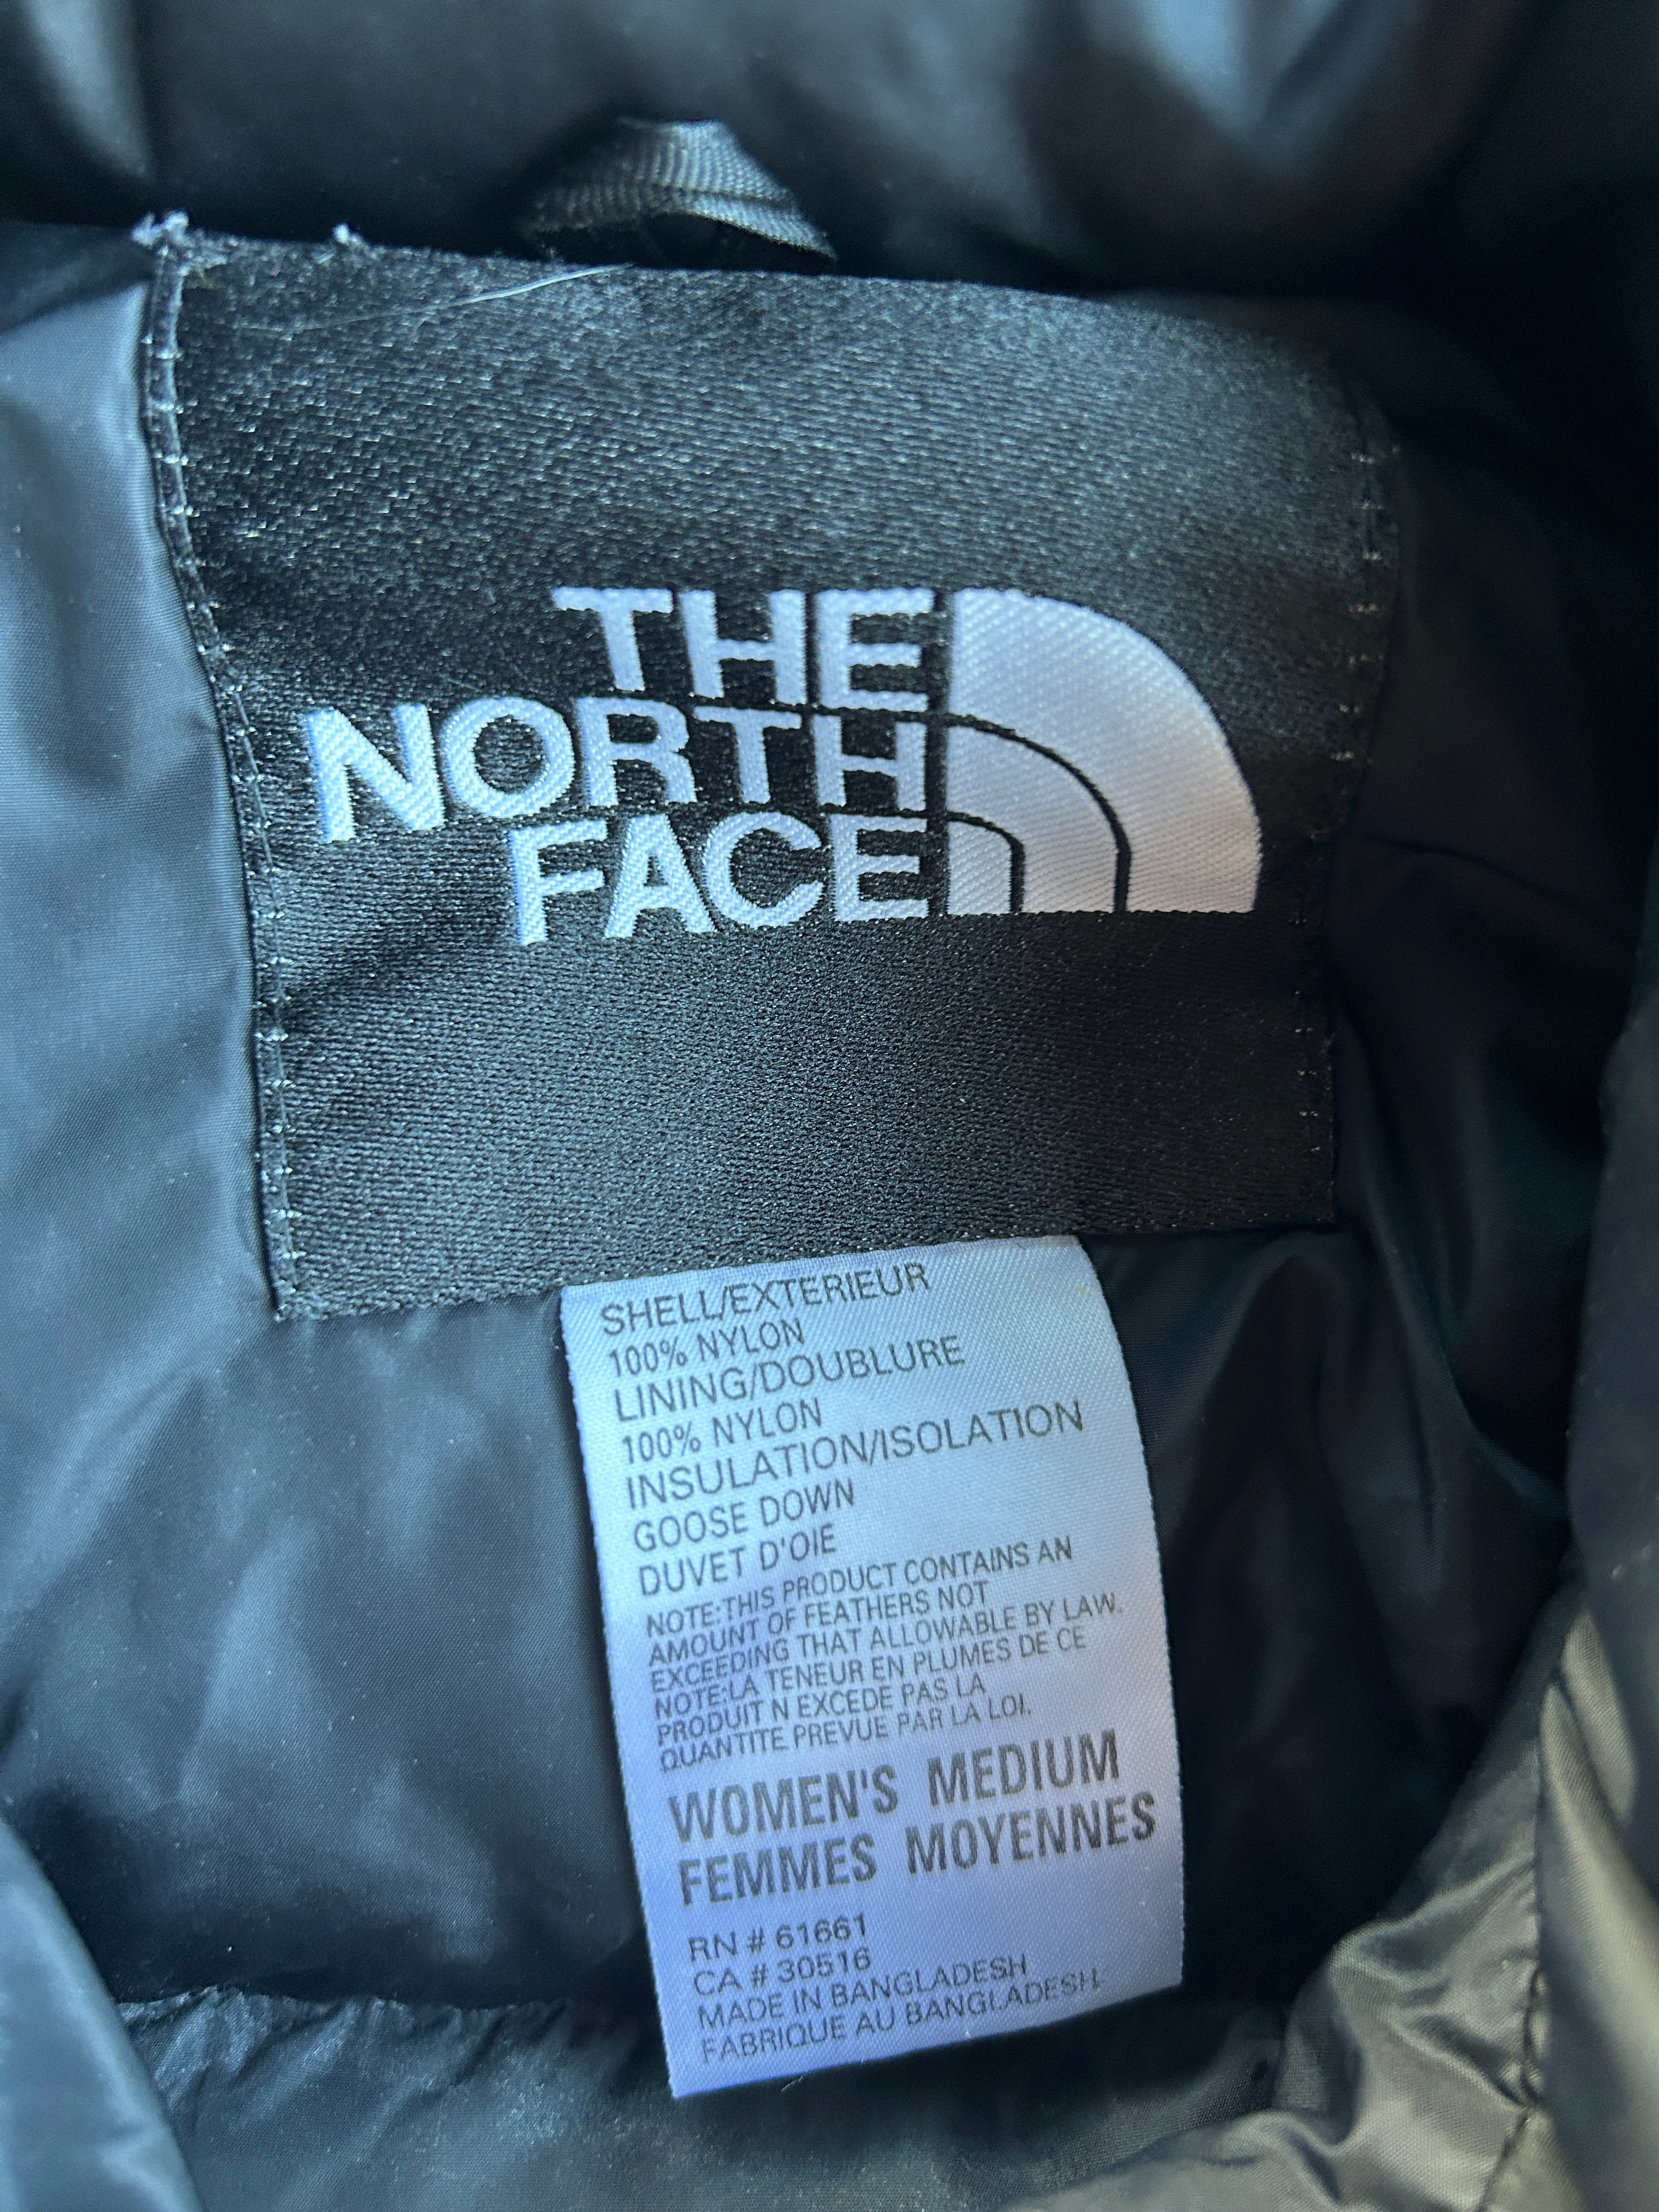 THE
NORTH
FACE
SHELL/EXTERIEUR
100% NYLON
LINING/DOUBLURE
100% NYLON
INSULATION/ISOLATION
GOOSE DOWN
DUVET D'OIE
NOTE:THIS PRODUCT CONTAINS AN
AMOUNT OF FEATHERS NOT
EXCEEDING THAT ALLOWABLE BY LAW.
NOTE:LA TENEUR EN PLUMES DE CE
PRODUIT N EXCEDE PAS LA
QUANTITE PREVUE PAR LA LOI.
WOMEN'S MEDIUM
FEMMES MOYENNES
RN # 61661
CA # 30516
MADE IN BANGLADESH
FABRIQUE AU BANGLADESH